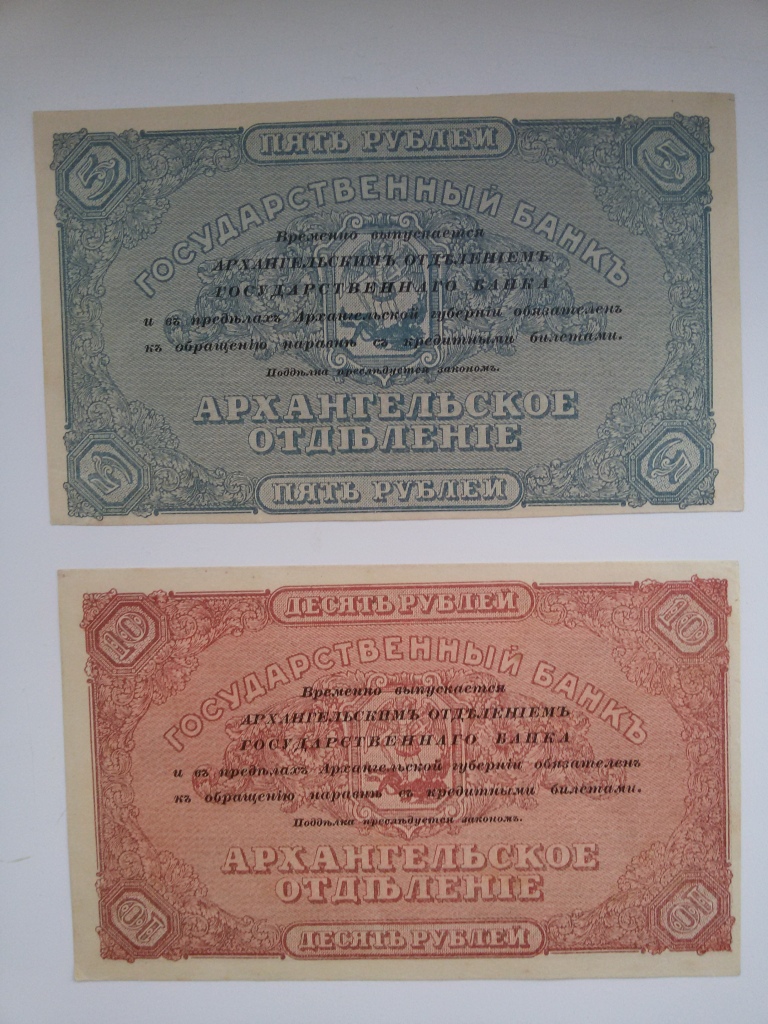 ПЯТЬ РУБЛЕЙ
5 5
ГОСУДАРСТВЕННЫЙ БАНКЪ
Временно выпускается
АРХАНГЕЛЬСКИМЪ ОТДѢЛЕНІЕМЪ
ГОСУДАРСТВЕННАГО БАНКА
и въ предѣлахъ Архангельской губерніи обязателенъ
къ обращенію наравнѣ съ кредитными билетами.
Поддѣлка преслѣдуется закономъ.
АРХАНГЕЛЬСКОЕ
ОТДѢЛЕНІЕ
5 5
ПЯТЬ РУБЛЕЙ
ДЕСЯТЬ РУБЛЕЙ
10 10
ГОСУДАРСТВЕННЫЙ БАНКЪ
Временно выпускается
АРХАНГЕЛЬСКИМЪ ОТДѢЛЕНІЕМЪ
ГОСУДАРСТВЕННАГО БАНКА
и въ предѣлахъ Архангельской губерніи обязателенъ
къ обращенію наравнѣ съ кредитными билетами.
Поддѣлка преслѣдуется закономъ.
АРХАНГЕЛЬСКОЕ
ОТДѢЛЕНІЕ
10 10
ДЕСЯТЬ РУБЛЕЙ